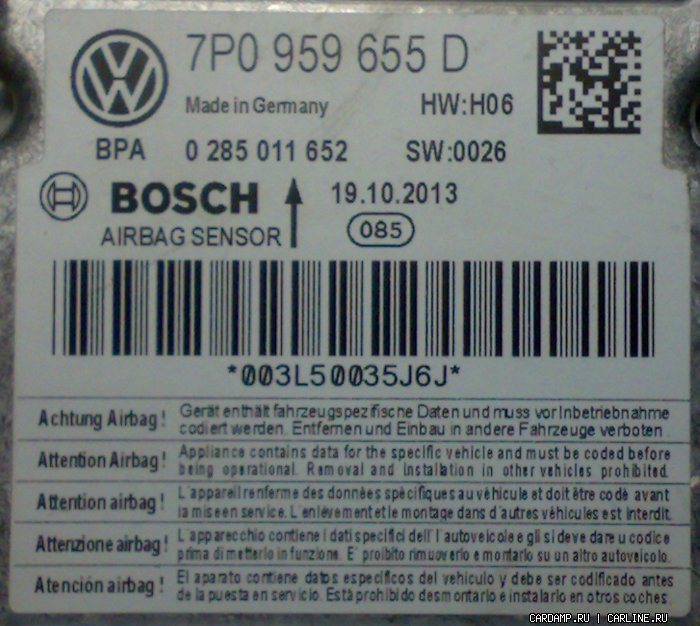 7P0 959 655 D
Made in Germany HW:H06
BPA 0 285 011 652 SW:0026
BOSCH 19.10.2013
AIRBAG SENSOR 085
*003L50035J6J*
Achtung Airbag! Gerät enthält fahrzeugspezifische Daten und muss vor Inbetriebnahme
codiert werden. Entfernen und Einbau in andere Fahrzeuge verboten.
Attention Airbag! Appliance contains data for the specific vehicle and must be coded before
being operational. Removal and Installation in other vehicles prohibited.
Attention airbag! L'appareil renferme des données spécifiques au véhicule et doit être codé avant
la mise en service. L'enlèvement et le montage dans d'autres véhicules est interdit.
Attenzione airbag! L'apparecchio contiene i dati specifici dell'l autoveicolo e gli si deve dare u codice
prima di metterlo in funzione. E' proibito rimuoverlo e montarlo su un altro autoveicolo.
Atención airbag! El aparato contiene datos específicos del vehículo y debe ser codificado antes
de la puesta en servicio. Está prohibido desmontarlo e instalarlo en otros coches.
CARDAMP.RU | CARLINE.RU